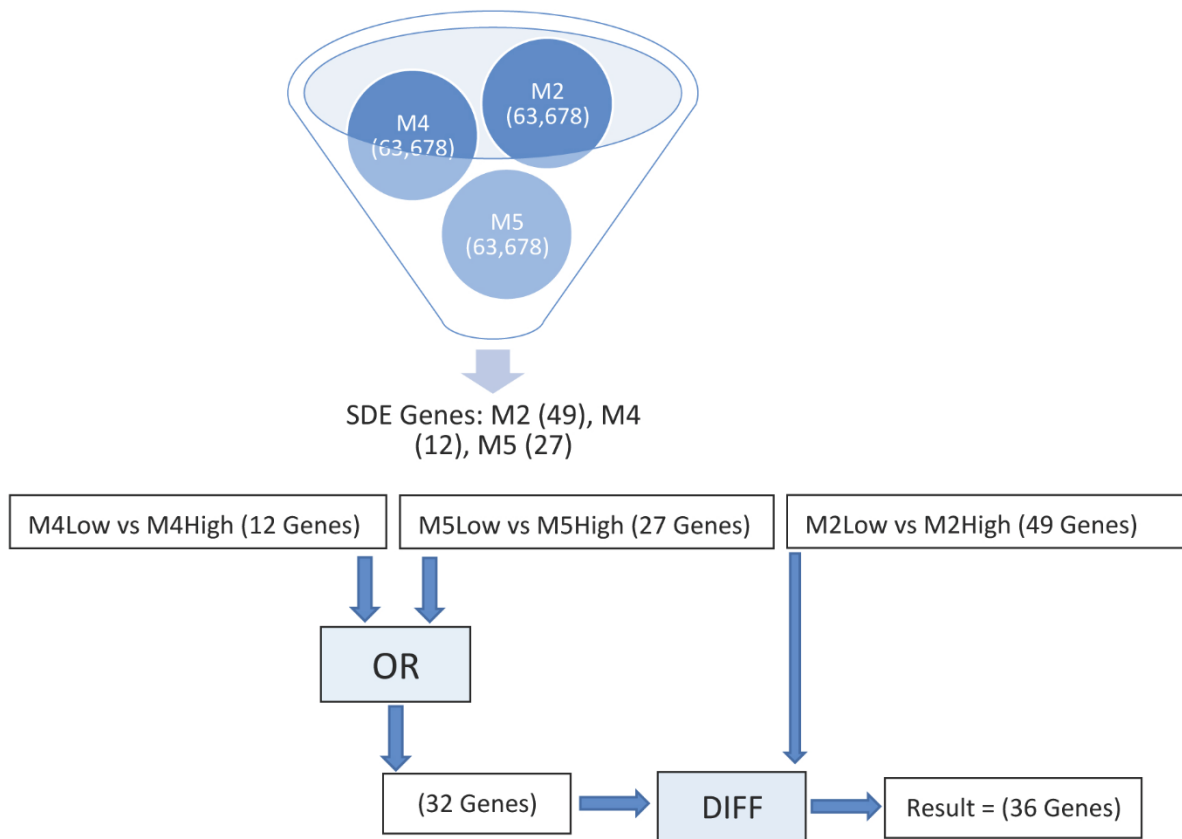 M2
(63,678)
M4
(63,678)
M5
(63,678)
SDE Genes: M2 (49), M4
(12), M5 (27)
M4Low vs M4High (12 Genes)
M5Low vs M5High (27 Genes)
M2Low vs M2High (49 Genes)
OR
(32 Genes)
DIFF
Result = (36 Genes)